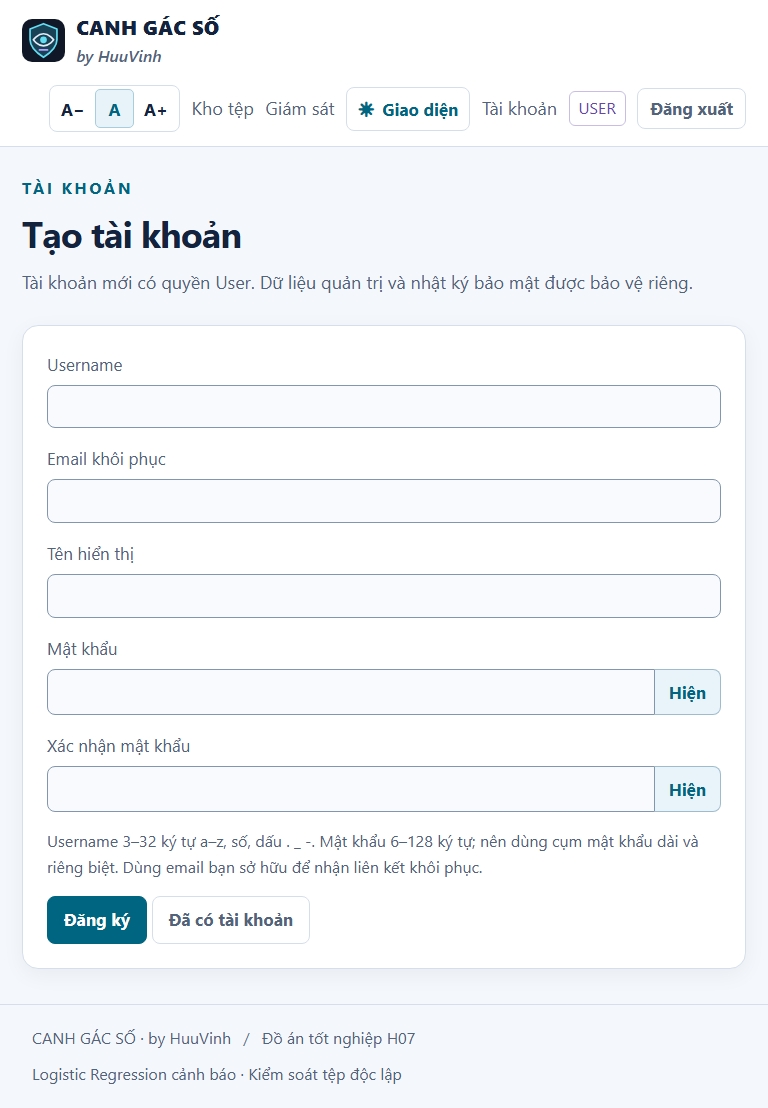 CANH GÁC SỐ
by HuuVinh
A− A A+ Kho tệp Giám sát Giao diện Tài khoản USER Đăng xuất
TÀI KHOẢN
Tạo tài khoản
Tài khoản mới có quyền User. Dữ liệu quản trị và nhật ký bảo mật được bảo vệ riêng.
Username
Email khôi phục
Tên hiển thị
Mật khẩu
Hiện
Xác nhận mật khẩu
Hiện
Username 3–32 ký tự a–z, số, dấu . _ -. Mật khẩu 6–128 ký tự; nên dùng cụm mật khẩu dài và
riêng biệt. Dùng email bạn sở hữu để nhận liên kết khôi phục.
Đăng ký Đã có tài khoản
CANH GÁC SỐ · by HuuVinh / Đồ án tốt nghiệp H07
Logistic Regression cảnh báo · Kiểm soát tệp độc lập